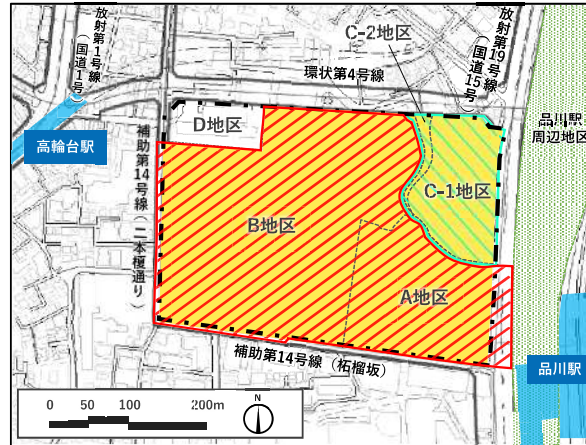 放射第1号線
(国道1号)
C-2地区
環状第4号線
放射第19号線
(国道15号)
品川駅
周辺地区
D地区
高輪台駅
C-1地区
補助第14号線(二本榎通り)
B地区
A地区
補助第14号線(柘榴坂)
品川駅
0 50 100 200m
N